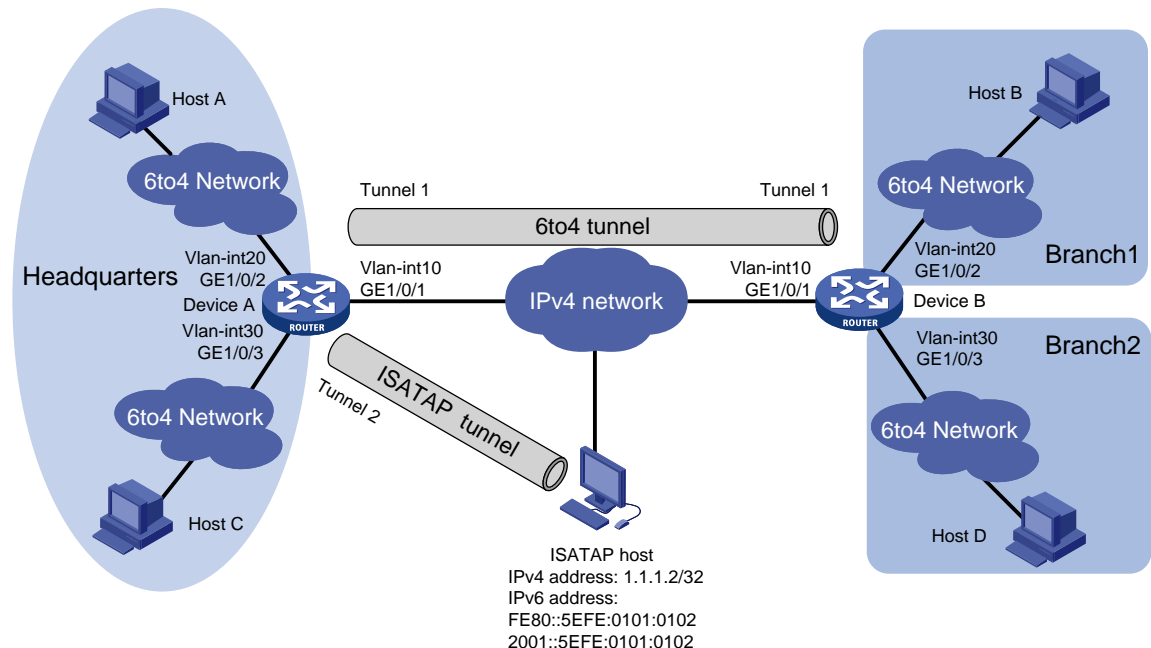 Host A
6to4 Network
Headquarters
Vlan-int20
GE1/0/2
Device A
ROUTER
Vlan-int30
GE1/0/3
6to4 Network
Host C
Tunnel 1
Tunnel 1
6to4 tunnel
Vlan-int10
GE1/0/1
IPv4 network
Vlan-int10
GE1/0/1
Tunnel 2
ISATAP tunnel
ISATAP host
IPv4 address: 1.1.1.2/32
IPv6 address:
FE80::5EFE:0101:0102
2001::5EFE:0101:0102
Host B
6to4 Network
Vlan-int20
GE1/0/2
Branch1
Device B
ROUTER
Vlan-int30
GE1/0/3
Branch2
6to4 Network
Host D